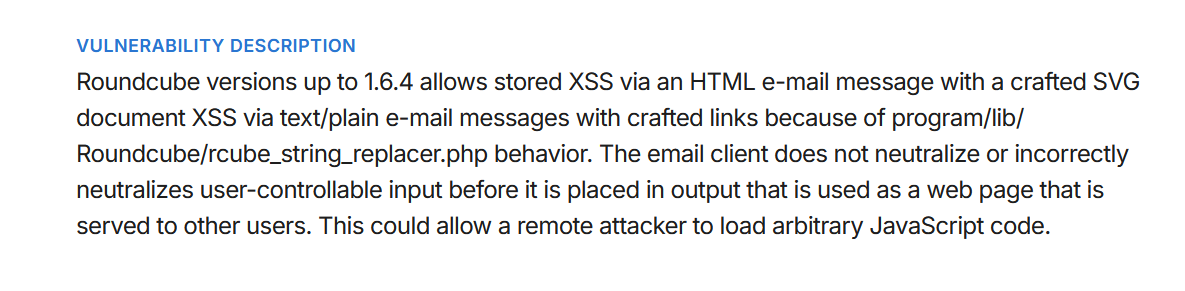 VULNERABILITY DESCRIPTION
Roundcube versions up to 1.6.4 allows stored XSS via an HTML e-mail message with a crafted SVG
document XSS via text/plain e-mail messages with crafted links because of program/lib/
Roundcube/rcube_string_replacer.php behavior. The email client does not neutralize or incorrectly
neutralizes user-controllable input before it is placed in output that is used as a web page that is
served to other users. This could allow a remote attacker to load arbitrary JavaScript code.